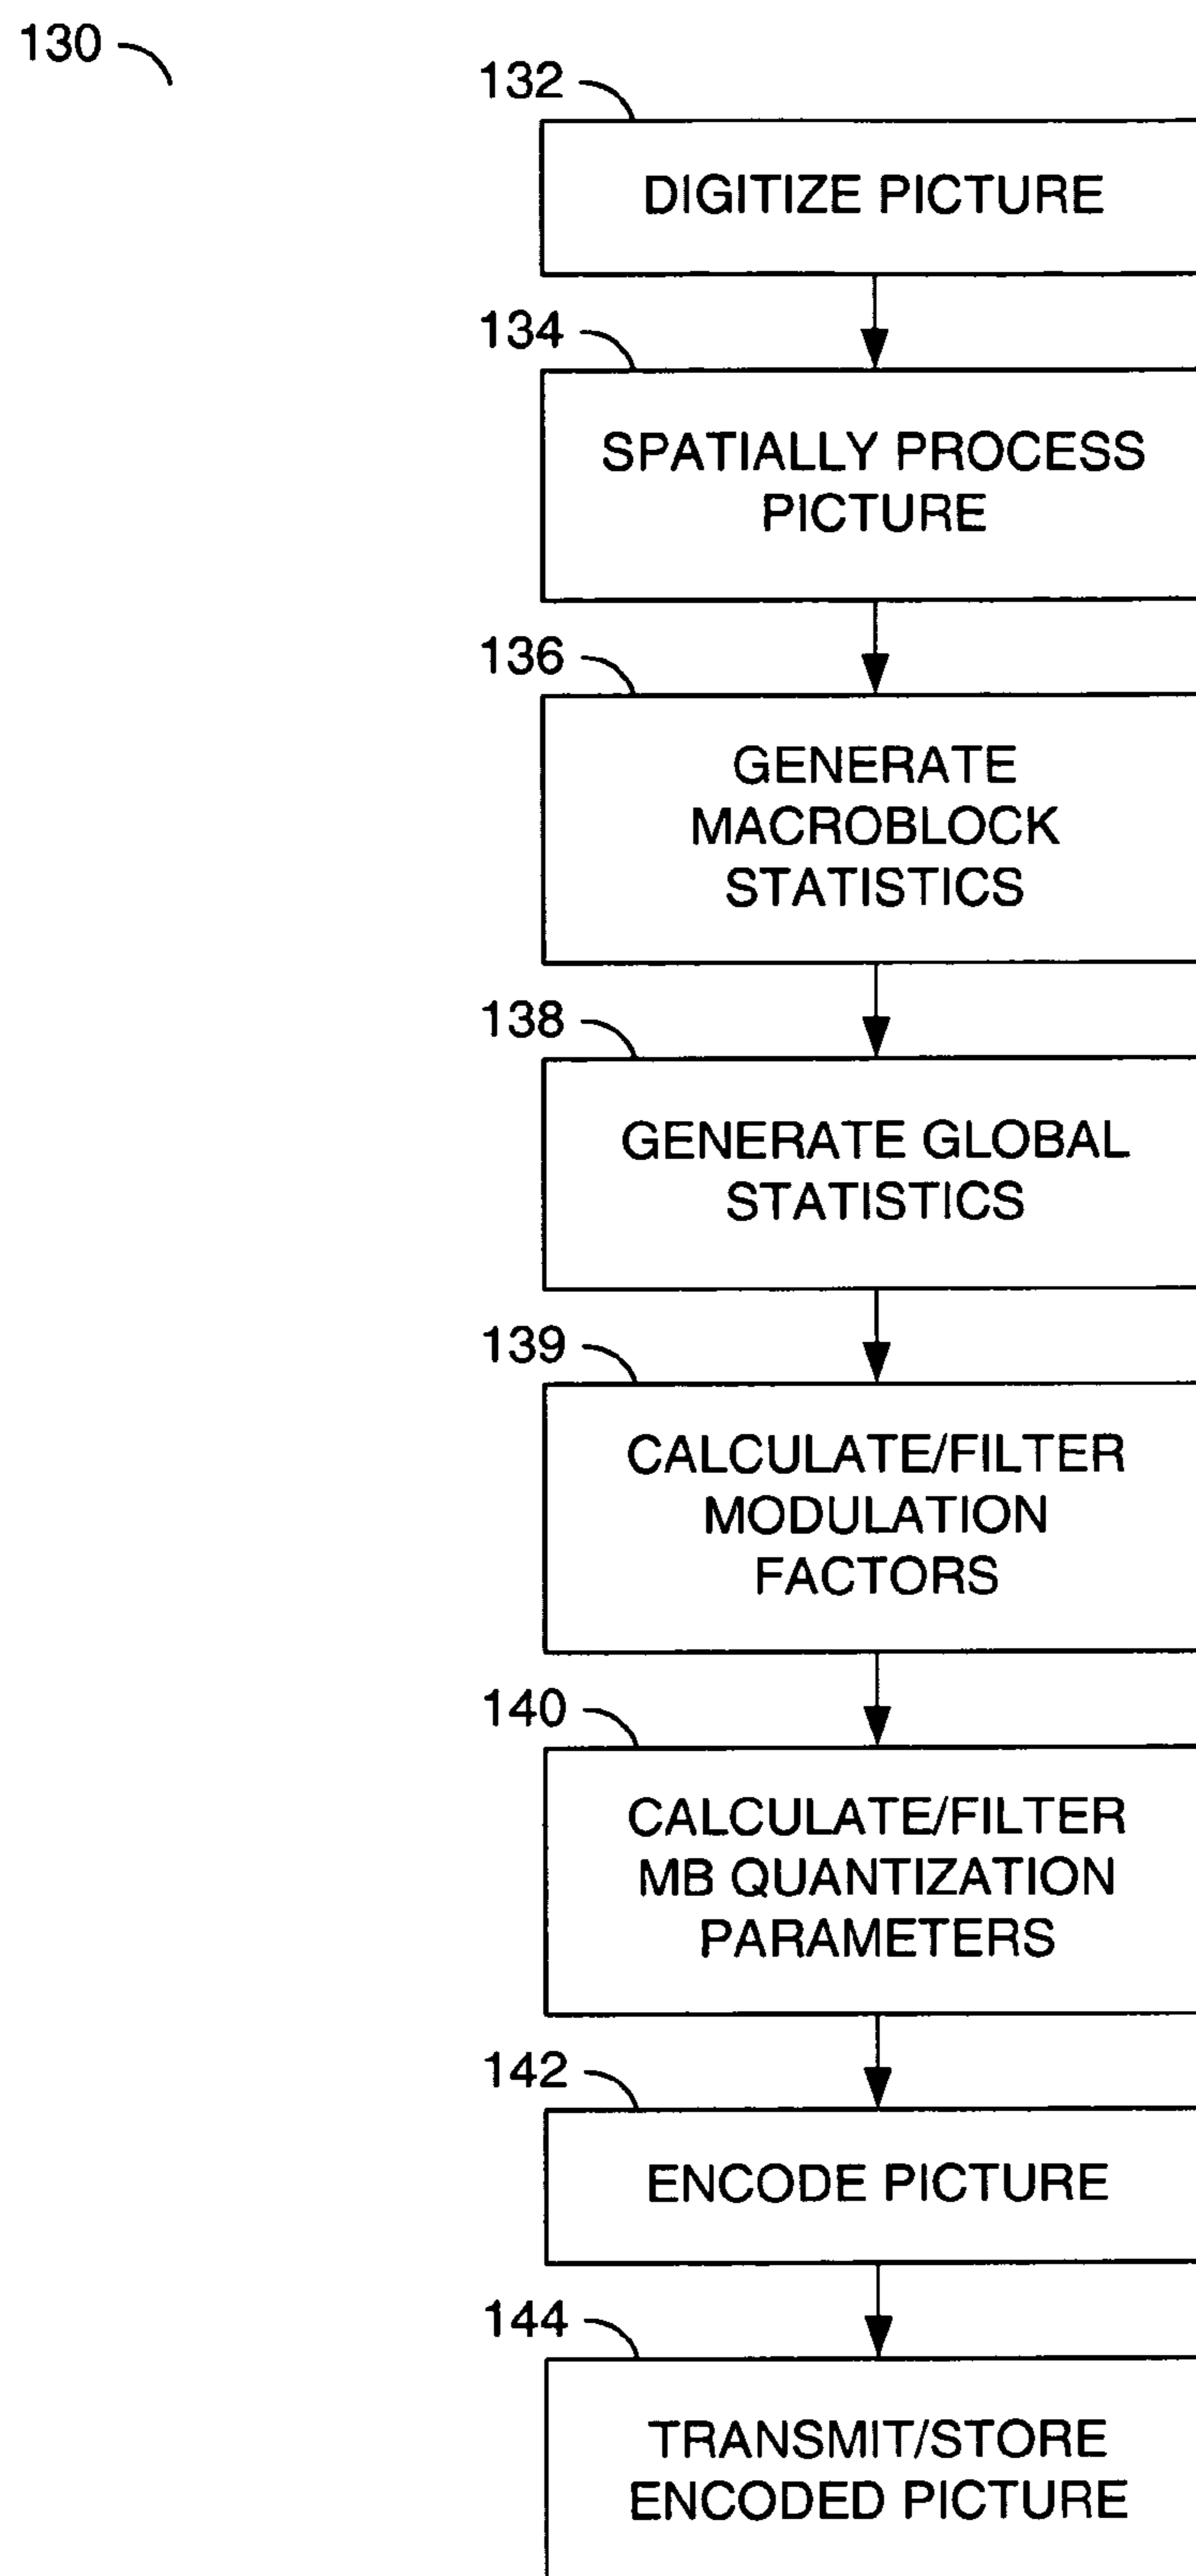 130
132
DIGITIZE PICTURE
134
SPATIALLY PROCESS
PICTURE
136
GENERATE
MACROBLOCK
STATISTICS
138
GENERATE GLOBAL
STATISTICS
139
CALCULATE/FILTER
MODULATION
FACTORS
140
CALCULATE/FILTER
MB QUANTIZATION
PARAMETERS
142
ENCODE PICTURE
144
TRANSMIT/STORE
ENCODED PICTURE